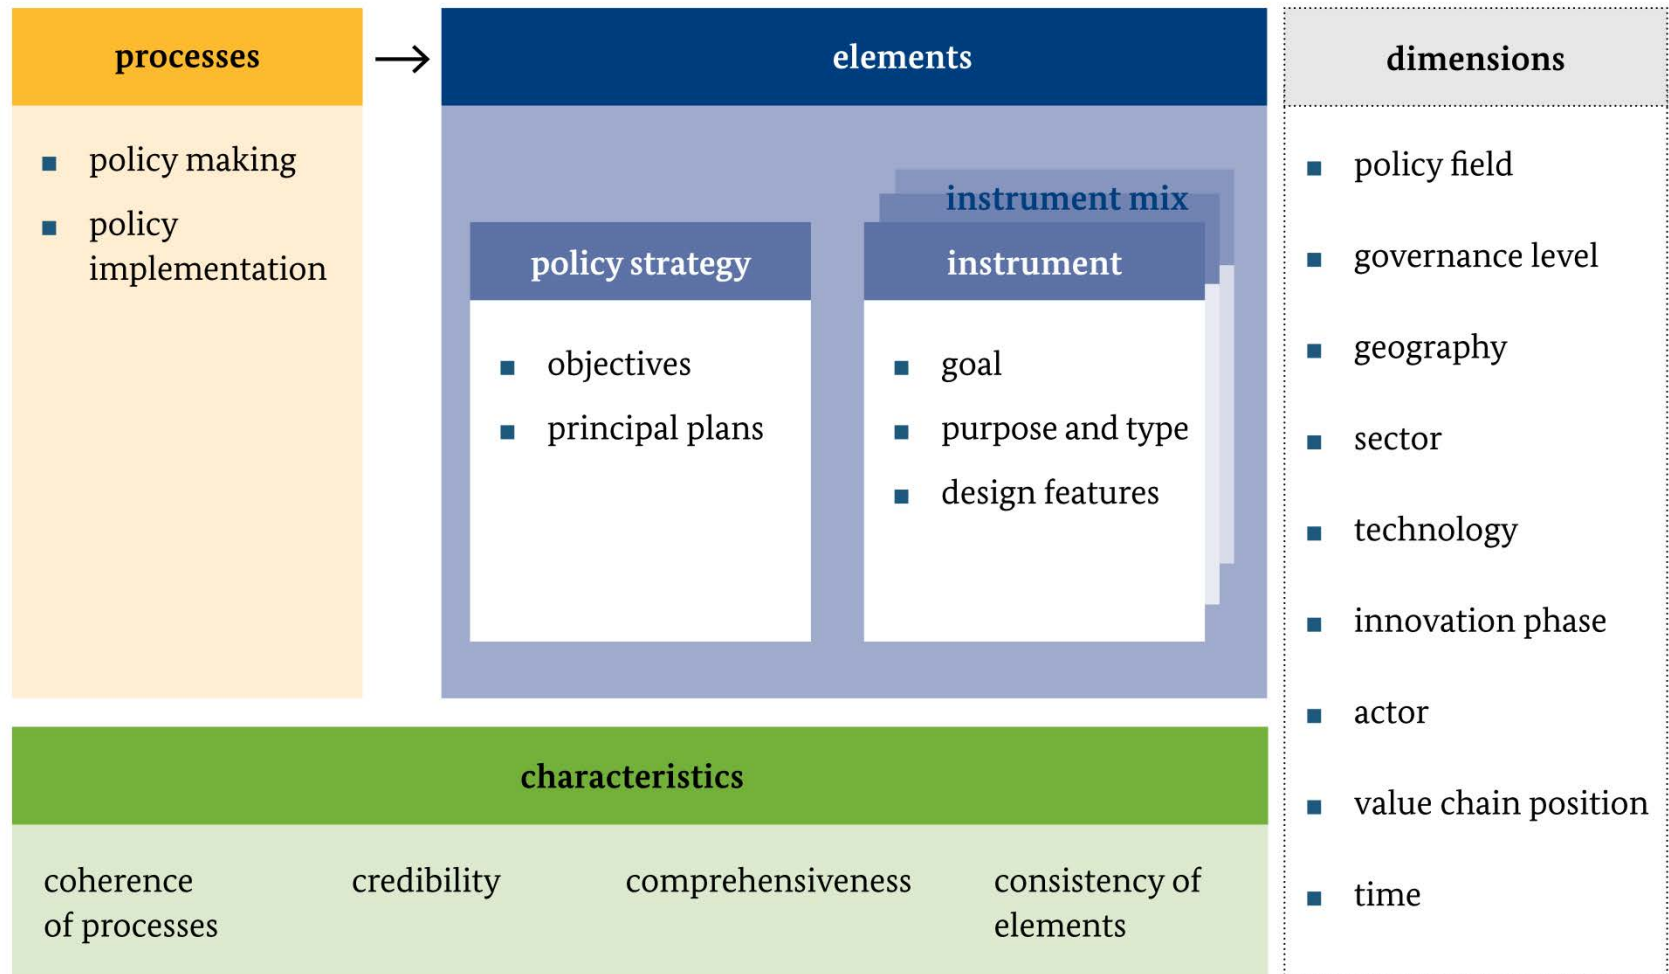 processes
→
policy making
policy
implementation
elements
policy strategy
objectives
principal plans
instrument mix
instrument
goal
purpose and type
design features
characteristics
coherence
of processes
credibility
comprehensiveness
consistency of
elements
dimensions
policy field
governance level
geography
sector
technology
innovation phase
actor
value chain position
time